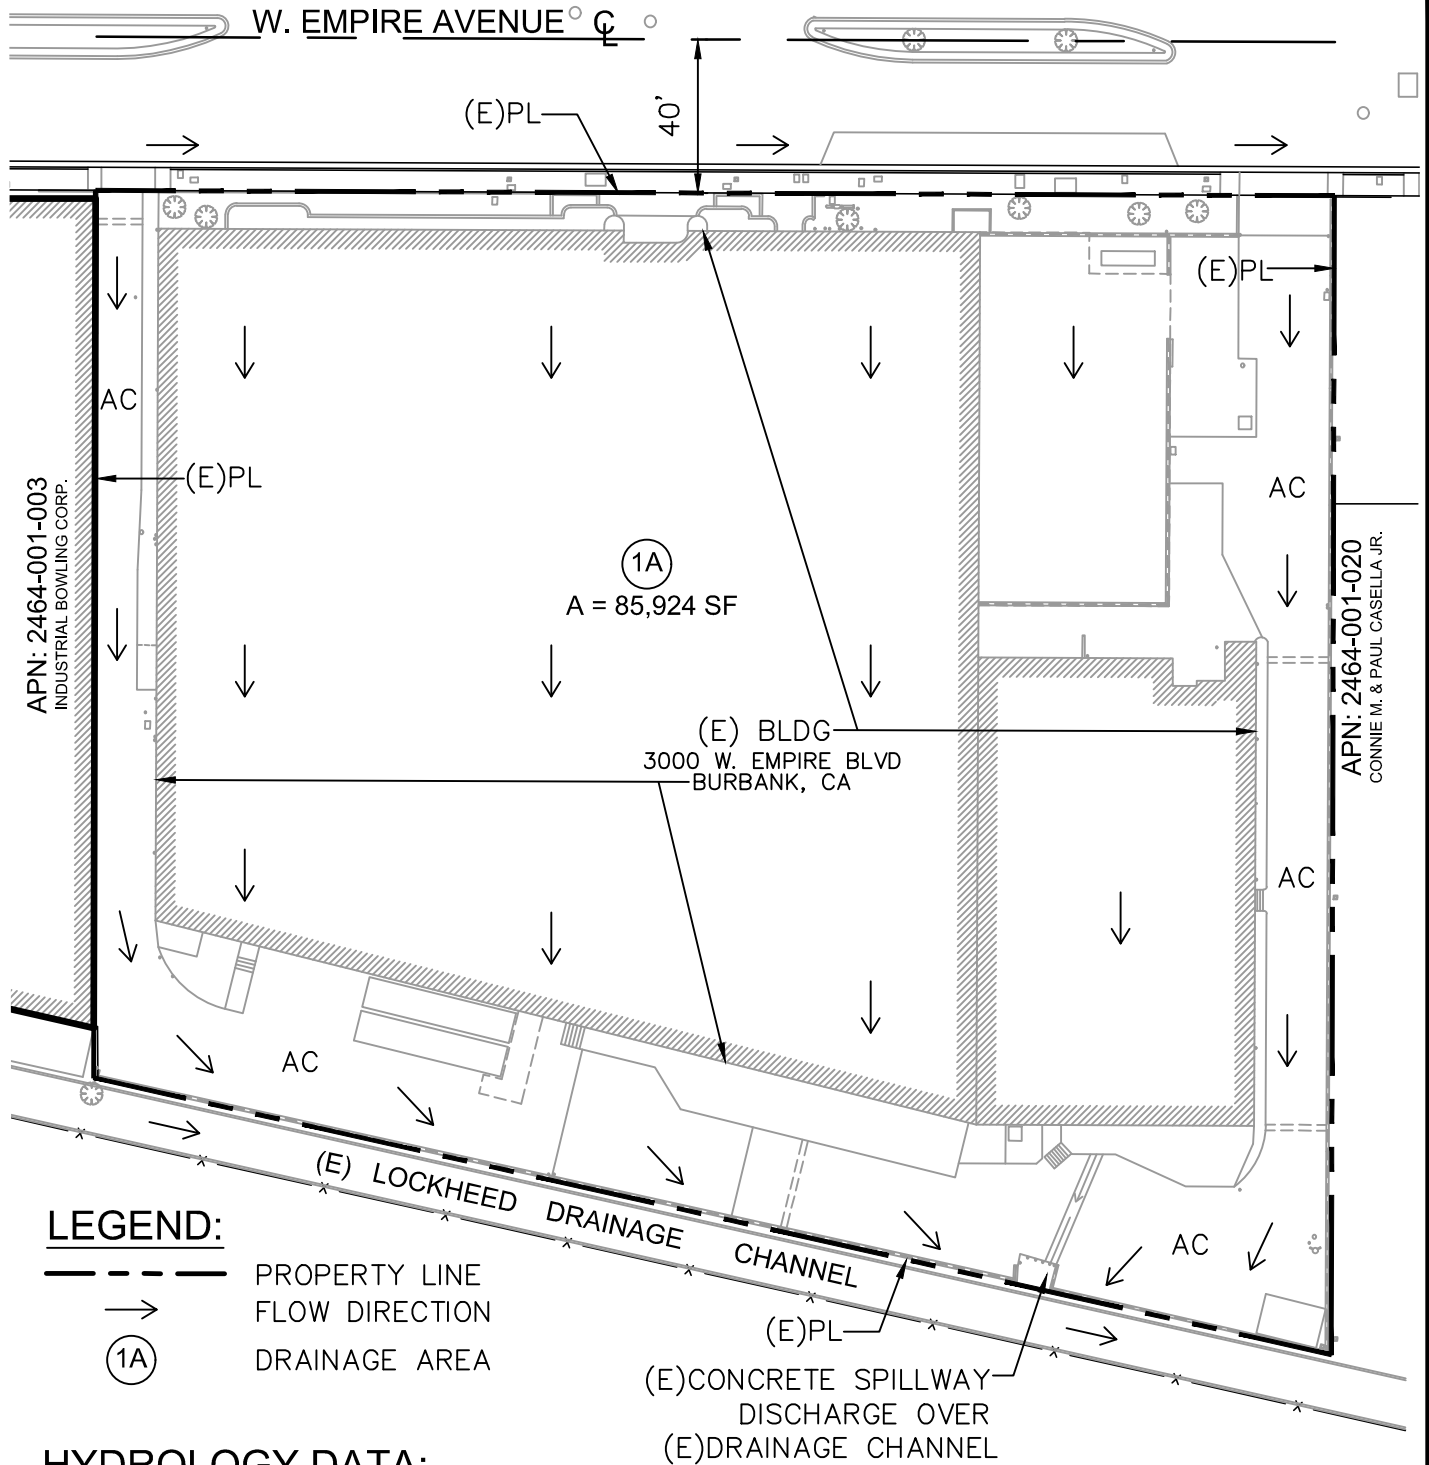 W. EMPIRE AVENUE
CL
(E)PL
40'
(E)PL
AC
(E)PL
AC
APN: 2464-001-003
INDUSTRIAL BOWLING CORP.
1A
A = 85,924 SF
APN: 2464-001-020
CONNIE M. & PAUL CASELLA JR.
(E) BLDG
3000 W. EMPIRE BLVD
BURBANK, CA
AC
AC
(E) LOCKHEED DRAINAGE CHANNEL
AC
LEGEND:
PROPERTY LINE
FLOW DIRECTION
1A DRAINAGE AREA
(E)PL
(E)CONCRETE SPILLWAY
DISCHARGE OVER
(E)DRAINAGE CHANNEL
HYDROLOGY DATA: